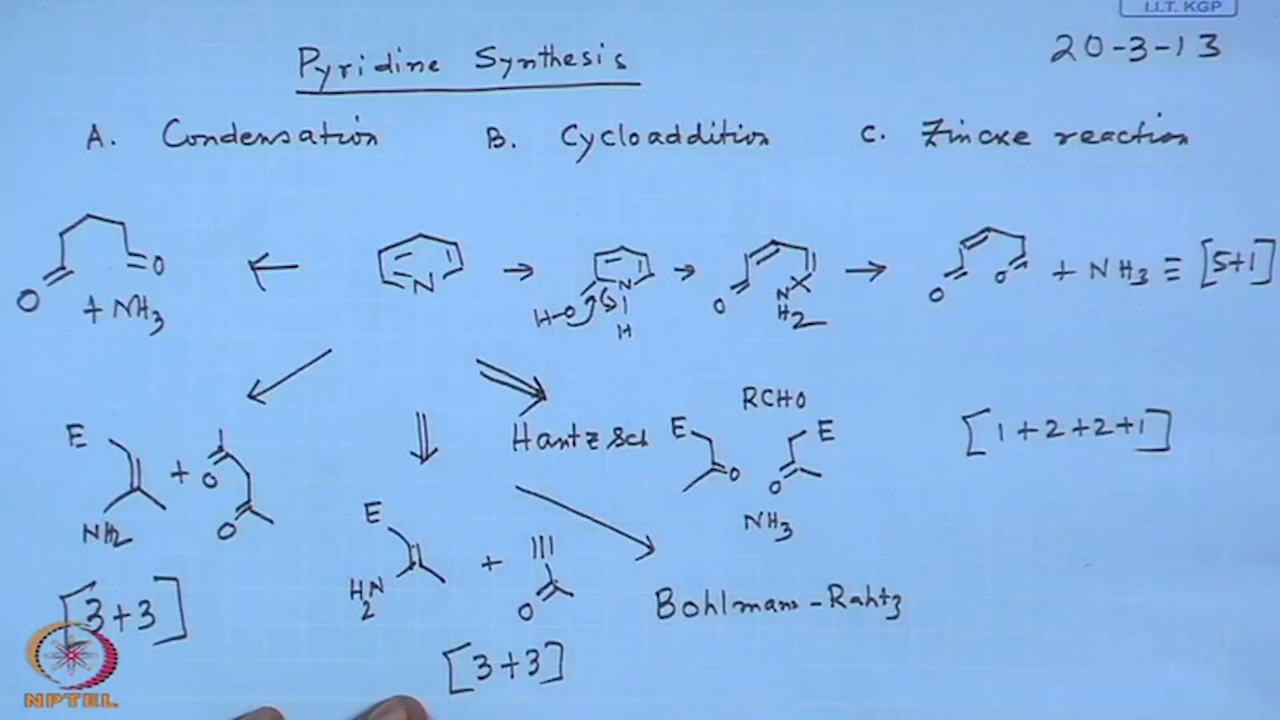 I.I.T. KGP
20-3-13
Pyridine Synthesis
A. Condensation B. Cycloaddition C. Zincke reaction
O O + NH3
N
H-O N H
O N H2
O O + NH3 ≡ [5+1]
RCHO
Hantzsch E O O E [1+2+2+1]
NH3
E NH2 + O O
E H2N + O
[3+3]
Bohlmann-Rahtz
[3+3]
NPTEL